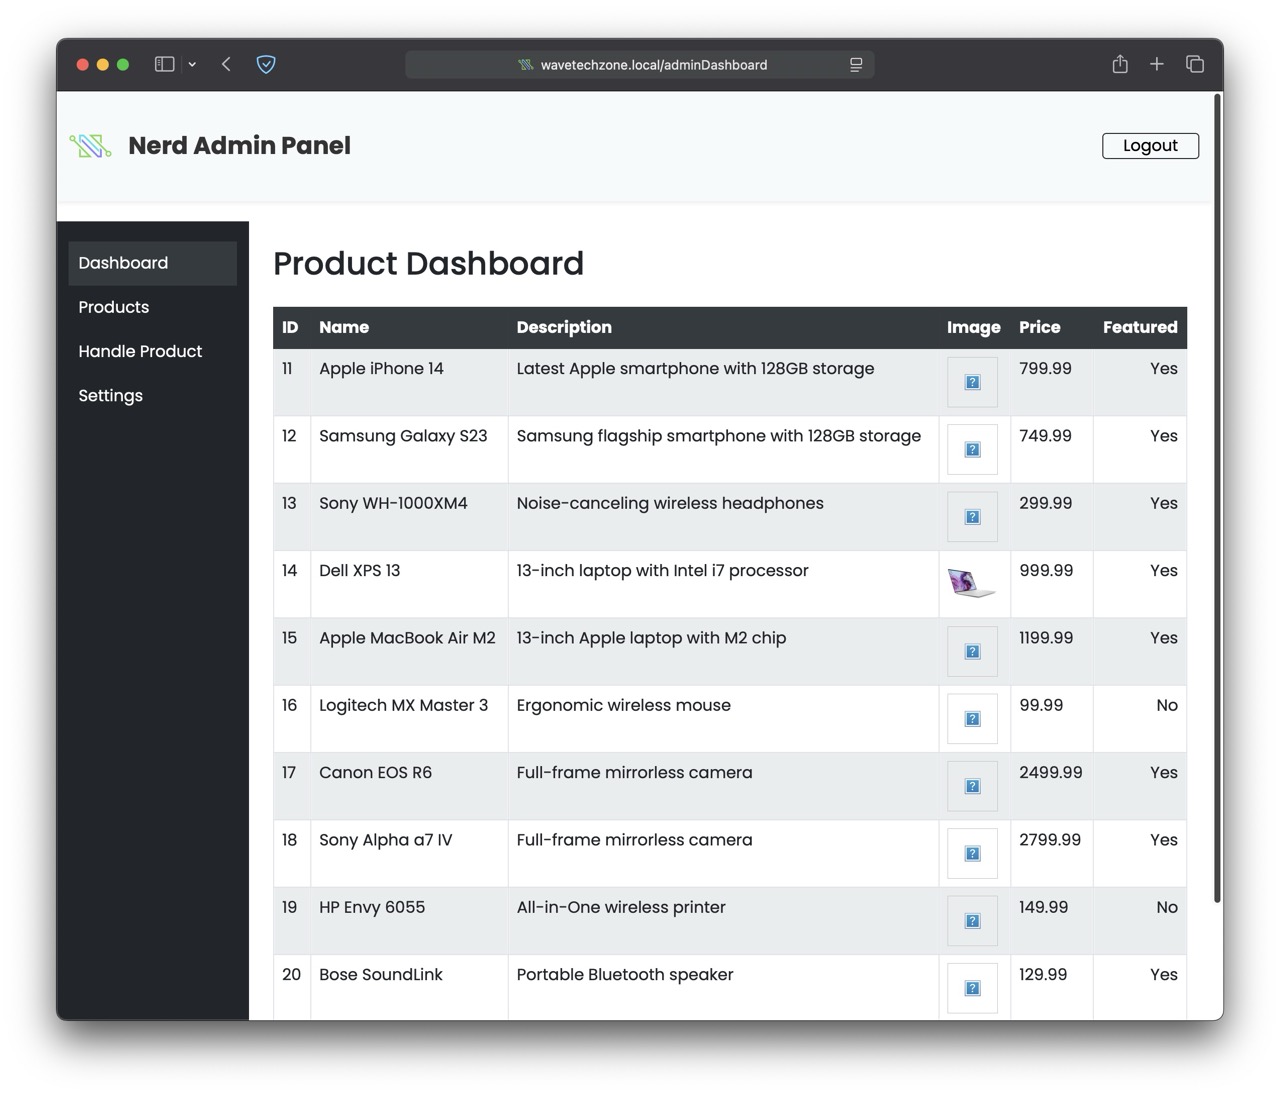 wavetechzone.local/adminDashboard
Nerd Admin Panel
Logout
Dashboard
Products
Handle Product
Settings
Product Dashboard
ID Name Description Image Price Featured
11 Apple iPhone 14 Latest Apple smartphone with 128GB storage 799.99 Yes
12 Samsung Galaxy S23 Samsung flagship smartphone with 128GB storage 749.99 Yes
13 Sony WH-1000XM4 Noise-canceling wireless headphones 299.99 Yes
14 Dell XPS 13 13-inch laptop with Intel i7 processor 999.99 Yes
15 Apple MacBook Air M2 13-inch Apple laptop with M2 chip 1199.99 Yes
16 Logitech MX Master 3 Ergonomic wireless mouse 99.99 No
17 Canon EOS R6 Full-frame mirrorless camera 2499.99 Yes
18 Sony Alpha a7 IV Full-frame mirrorless camera 2799.99 Yes
19 HP Envy 6055 All-in-One wireless printer 149.99 No
20 Bose SoundLink Portable Bluetooth speaker 129.99 Yes